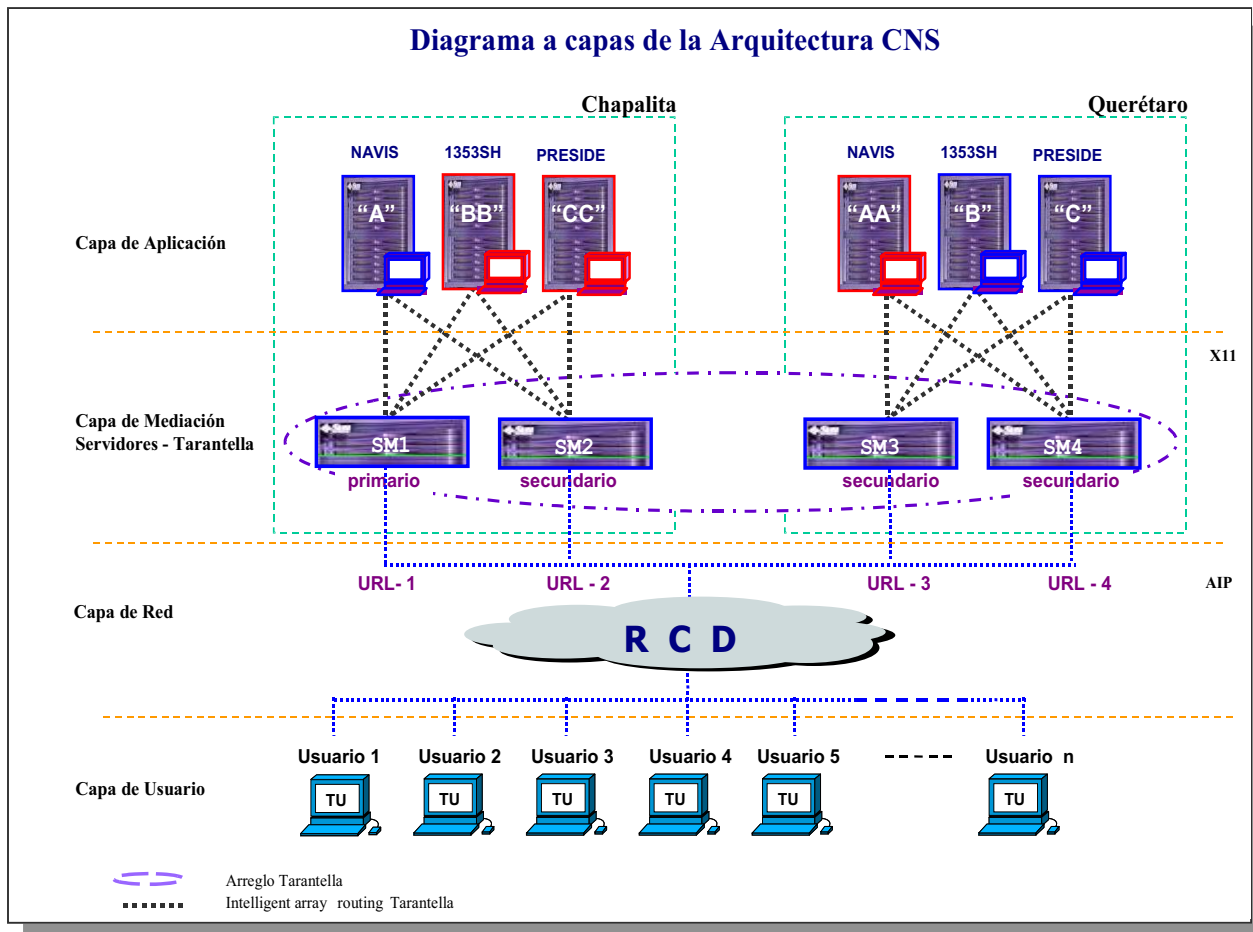 Diagrama a capas de la Arquitectura CNS
Chapalita
Querétaro
NAVIS 1353SH PRESIDE
NAVIS 1353SH PRESIDE
“A” “BB” “CC”
“AA” “B” “C”
Capa de Aplicación
X11
Capa de Mediación
Servidores - Tarantella
SM1 SM2 SM3 SM4
primario secundario secundario secundario
URL- 1 URL - 2 URL - 3 URL - 4
AIP
Capa de Red
R C D
Usuario 1 Usuario 2 Usuario 3 Usuario 4 Usuario 5 Usuario n
Capa de Usuario
TU TU TU TU TU TU
Arreglo Tarantella
Intelligent array routing Tarantella